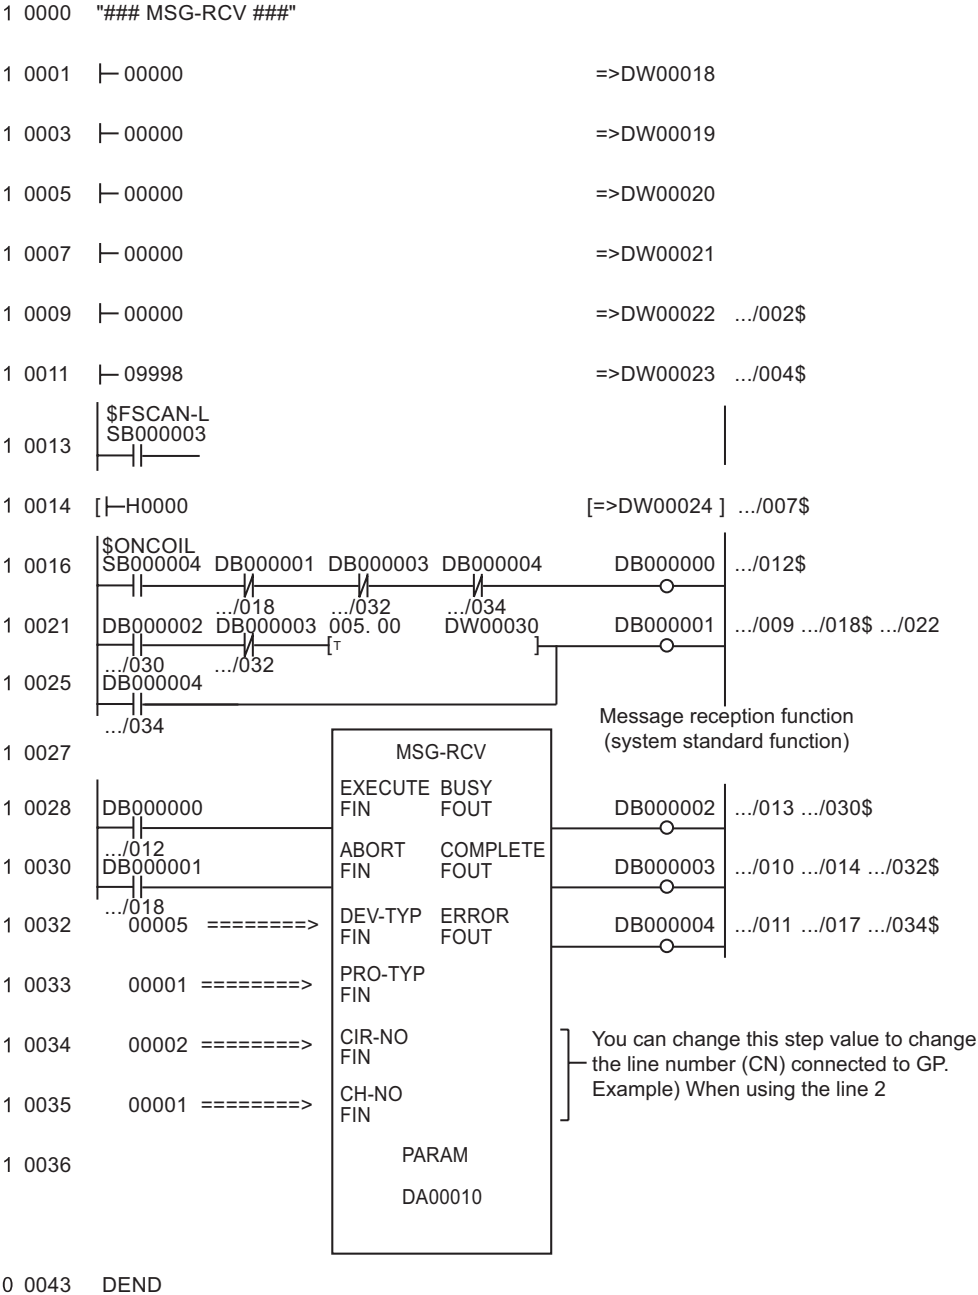 1 0000 "### MSG-RCV ###"
1 0001 00000 =>DW00018
1 0003 00000 =>DW00019
1 0005 00000 =>DW00020
1 0007 00000 =>DW00021
1 0009 00000 =>DW00022 .../002$
1 0011 09998 =>DW00023 .../004$
$FSCAN-L
SB000003
1 0013
1 0014 [ H0000 [=>DW00024 ] .../007$
$ONCOIL
1 0016 SB000004 DB000001 DB000003 DB000004 DB000000 .../012$
.../018 .../032 .../034
1 0021 DB000002 DB000003 005. 00 DW00030 DB000001 .../009 .../018$ .../022
[T ]
.../030 .../032
1 0025 DB000004
.../034
Message reception function
(system standard function)
1 0027 MSG-RCV
EXECUTE BUSY
1 0028 DB000000 FIN FOUT DB000002 .../013 .../030$
.../012
ABORT COMPLETE
1 0030 DB000001 FIN FOUT DB000003 .../010 .../014 .../032$
.../018
DEV-TYP ERROR
1 0032 00005 ========> FIN FOUT DB000004 .../011 .../017 .../034$
PRO-TYP
1 0033 00001 ========> FIN
CIR-NO
1 0034 00002 ========> FIN
CH-NO
1 0035 00001 ========> FIN
You can change this step value to change
the line number (CN) connected to GP.
Example) When using the line 2
PARAM
1 0036
DA00010
0 0043 DEND